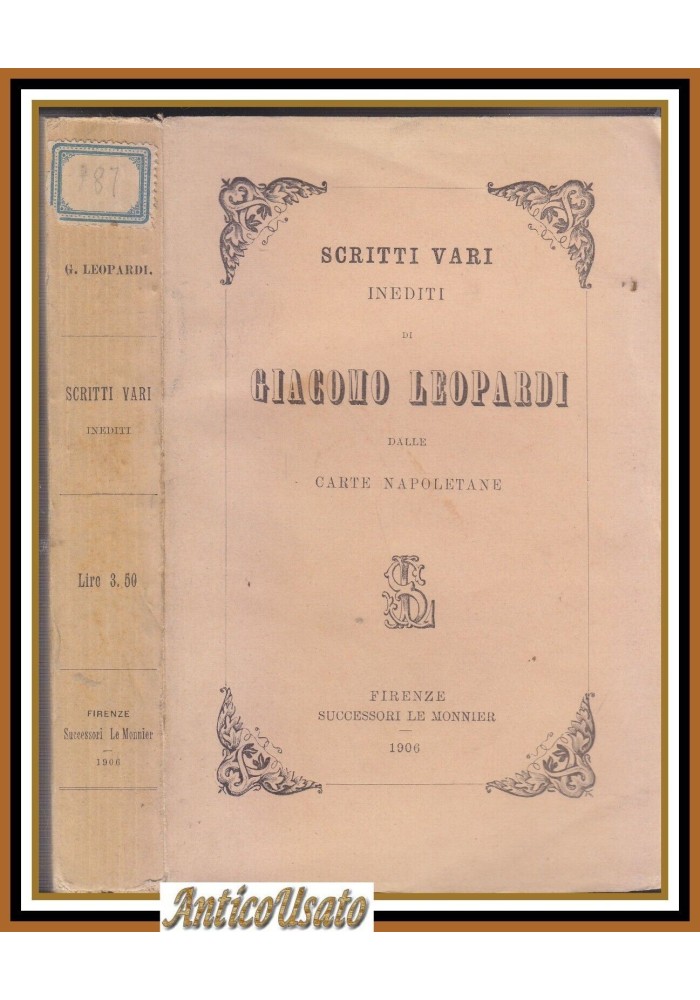 987
G. LEOPARDI.
SCRITTI VARI
INEDITI
Lire 3. 50
FIRENZE
Successori Le Monnier
1906
SCRITTI VARI
INEDITI
DI
GIACOMO LEOPARDI
DALLE
CARTE NAPOLETANE
FIRENZE
SUCCESSORI LE MONNIER
1906
AnticoUsato